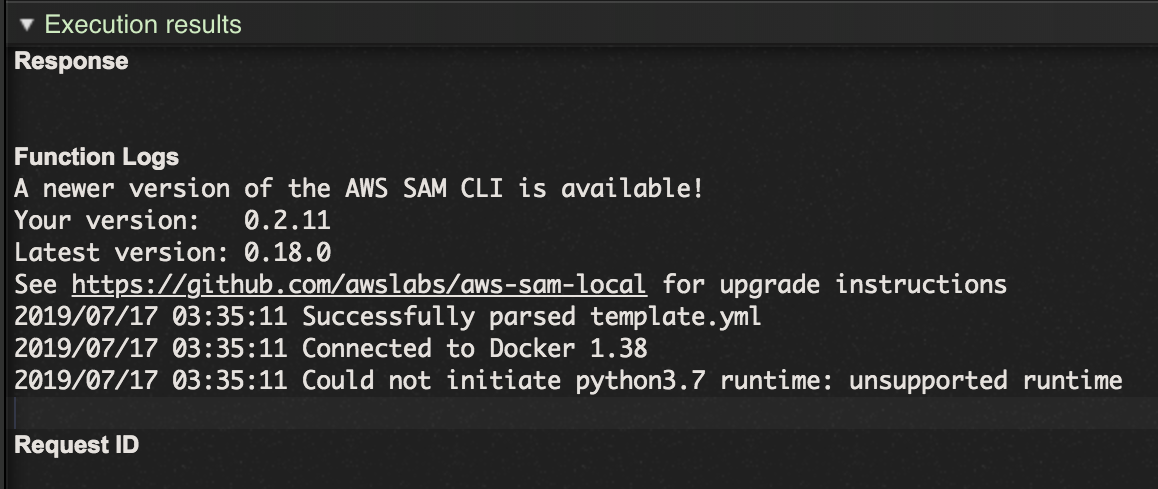 Execution results
Response
Function Logs
A newer version of the AWS SAM CLI is available!
Your version:   0.2.11
Latest version: 0.18.0
See https://github.com/awslabs/aws-sam-local for upgrade instructions
2019/07/17 03:35:11 Successfully parsed template.yml
2019/07/17 03:35:11 Connected to Docker 1.38
2019/07/17 03:35:11 Could not initiate python3.7 runtime: unsupported runtime
Request ID